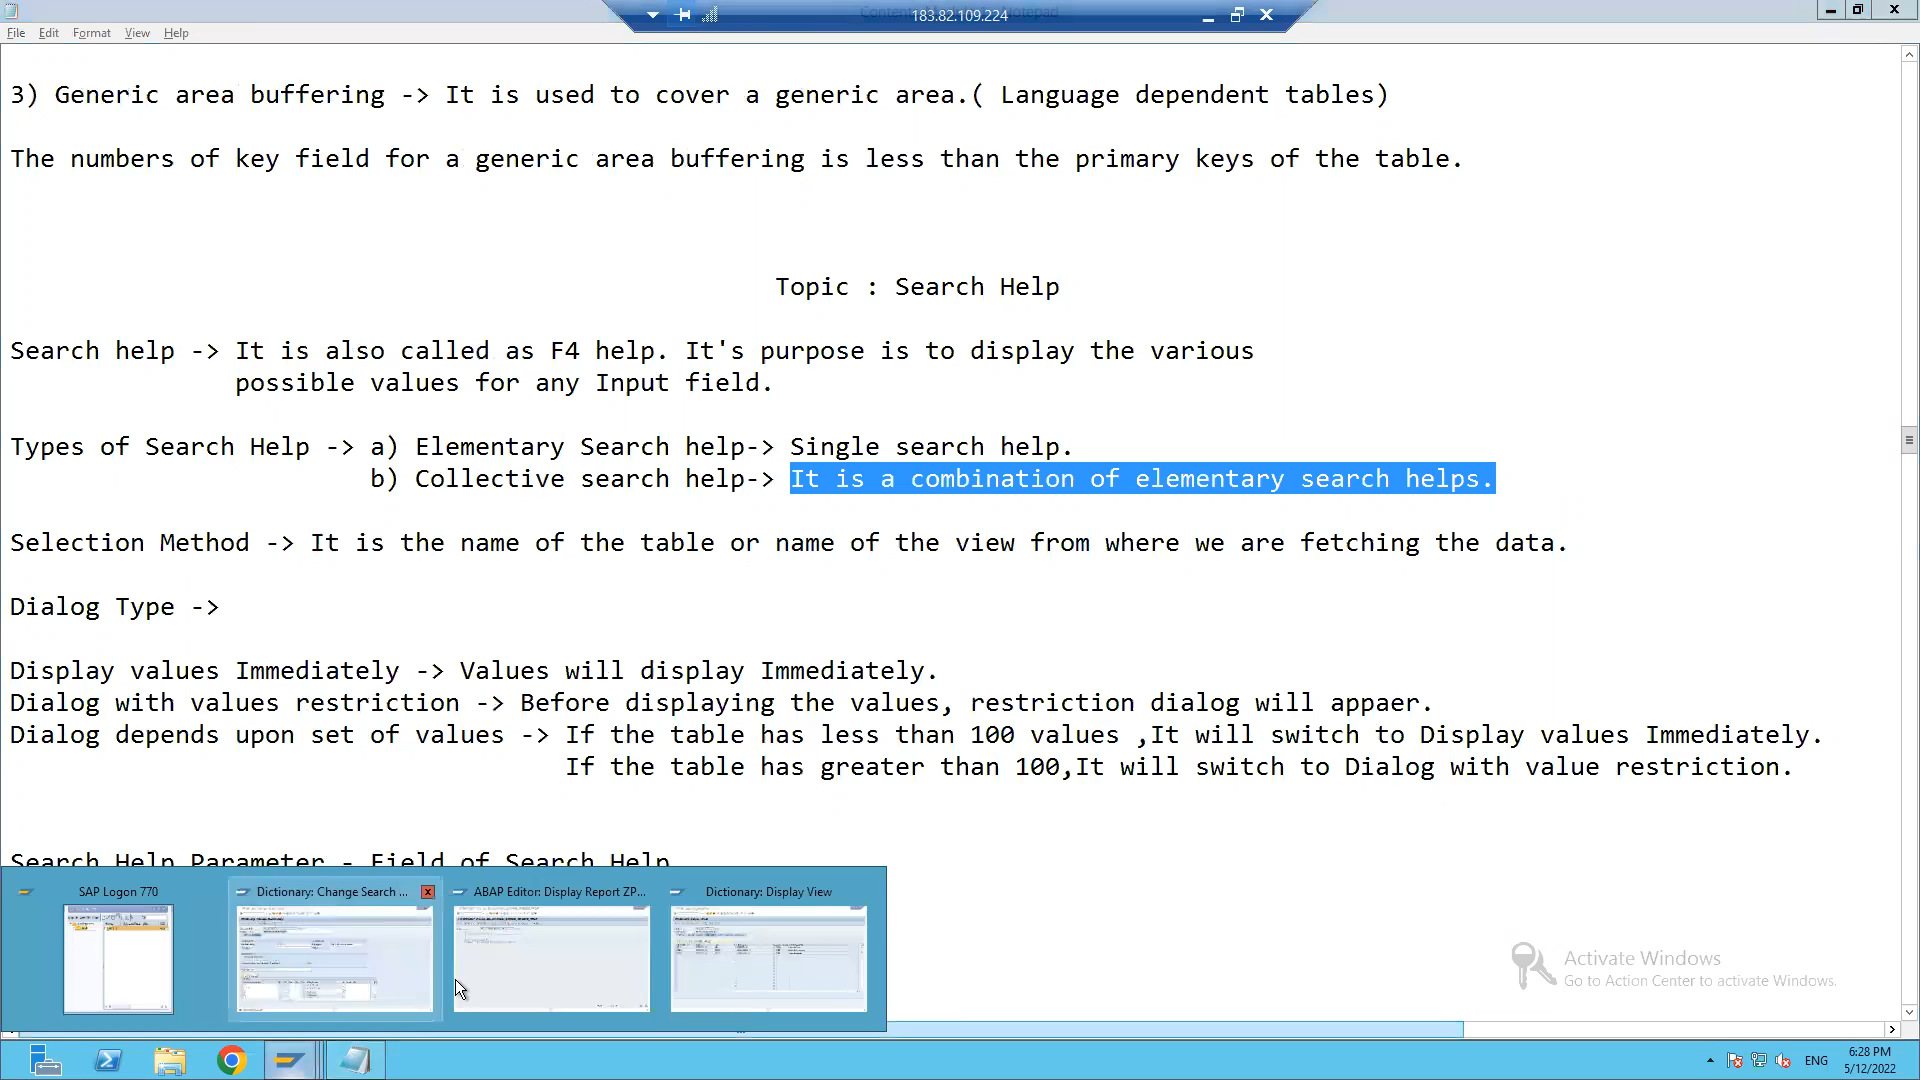 183.82.109.224
File Edit Format View Help
3) Generic area buffering -> It is used to cover a generic area.( Language dependent tables)
The numbers of key field for a generic area buffering is less than the primary keys of the table.
Topic : Search Help
Search help -> It is also called as F4 help. It's purpose is to display the various
possible values for any Input field.
Types of Search Help -> a) Elementary Search help-> Single search help.
b) Collective search help-> It is a combination of elementary search helps.
Selection Method -> It is the name of the table or name of the view from where we are fetching the data.
Dialog Type ->
Display values Immediately -> Values will display Immediately.
Dialog with values restriction -> Before displaying the values, restriction dialog will appaer.
Dialog depends upon set of values -> If the table has less than 100 values ,It will switch to Display values Immediately.
If the table has greater than 100,It will switch to Dialog with value restriction.
Search Help Parameter - Field of Search Help
SAP Logon 770
Dictionary: Change Search ...
ABAP Editor: Display Report ZP...
Dictionary: Display View
Activate Windows
Go to Action Center to activate Windows.
ENG
6:28 PM
5/12/2022